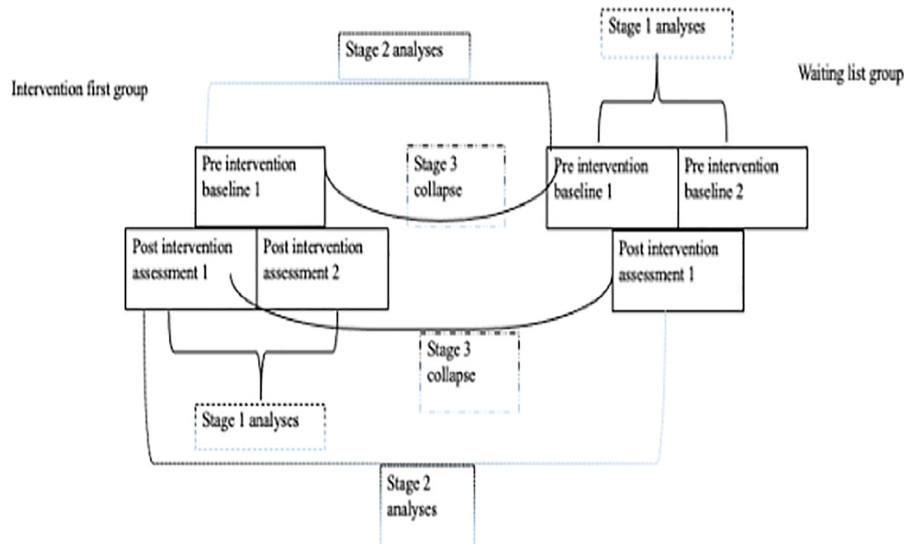 Stage 1 analyses
Stage 2 analyses
Waiting list group
Intervention first group
Pre intervention
baseline 1
Stage 3
collapse
Pre intervention
baseline 1
Pre intervention
baseline 2
Post intervention
assessment 1
Post intervention
assessment 2
Post intervention
assessment 1
Stage 3
collapse
Stage 1 analyses
Stage 2
analyses